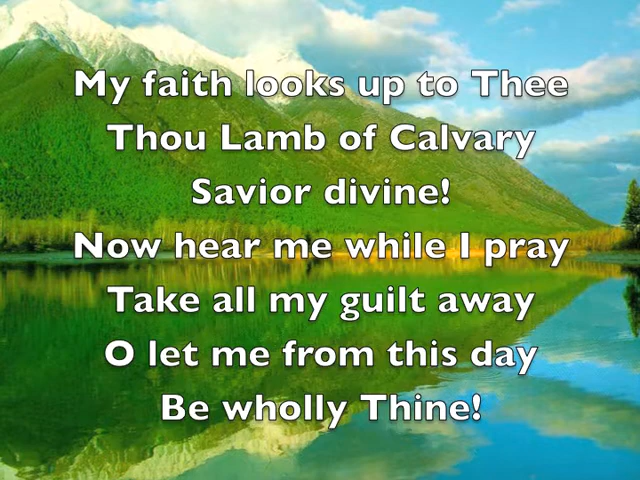 My faith looks up to Thee
Thou Lamb of Calvary
Savior divine!
Now hear me while I pray
Take all my guilt away
O let me from this day
Be wholly Thine!